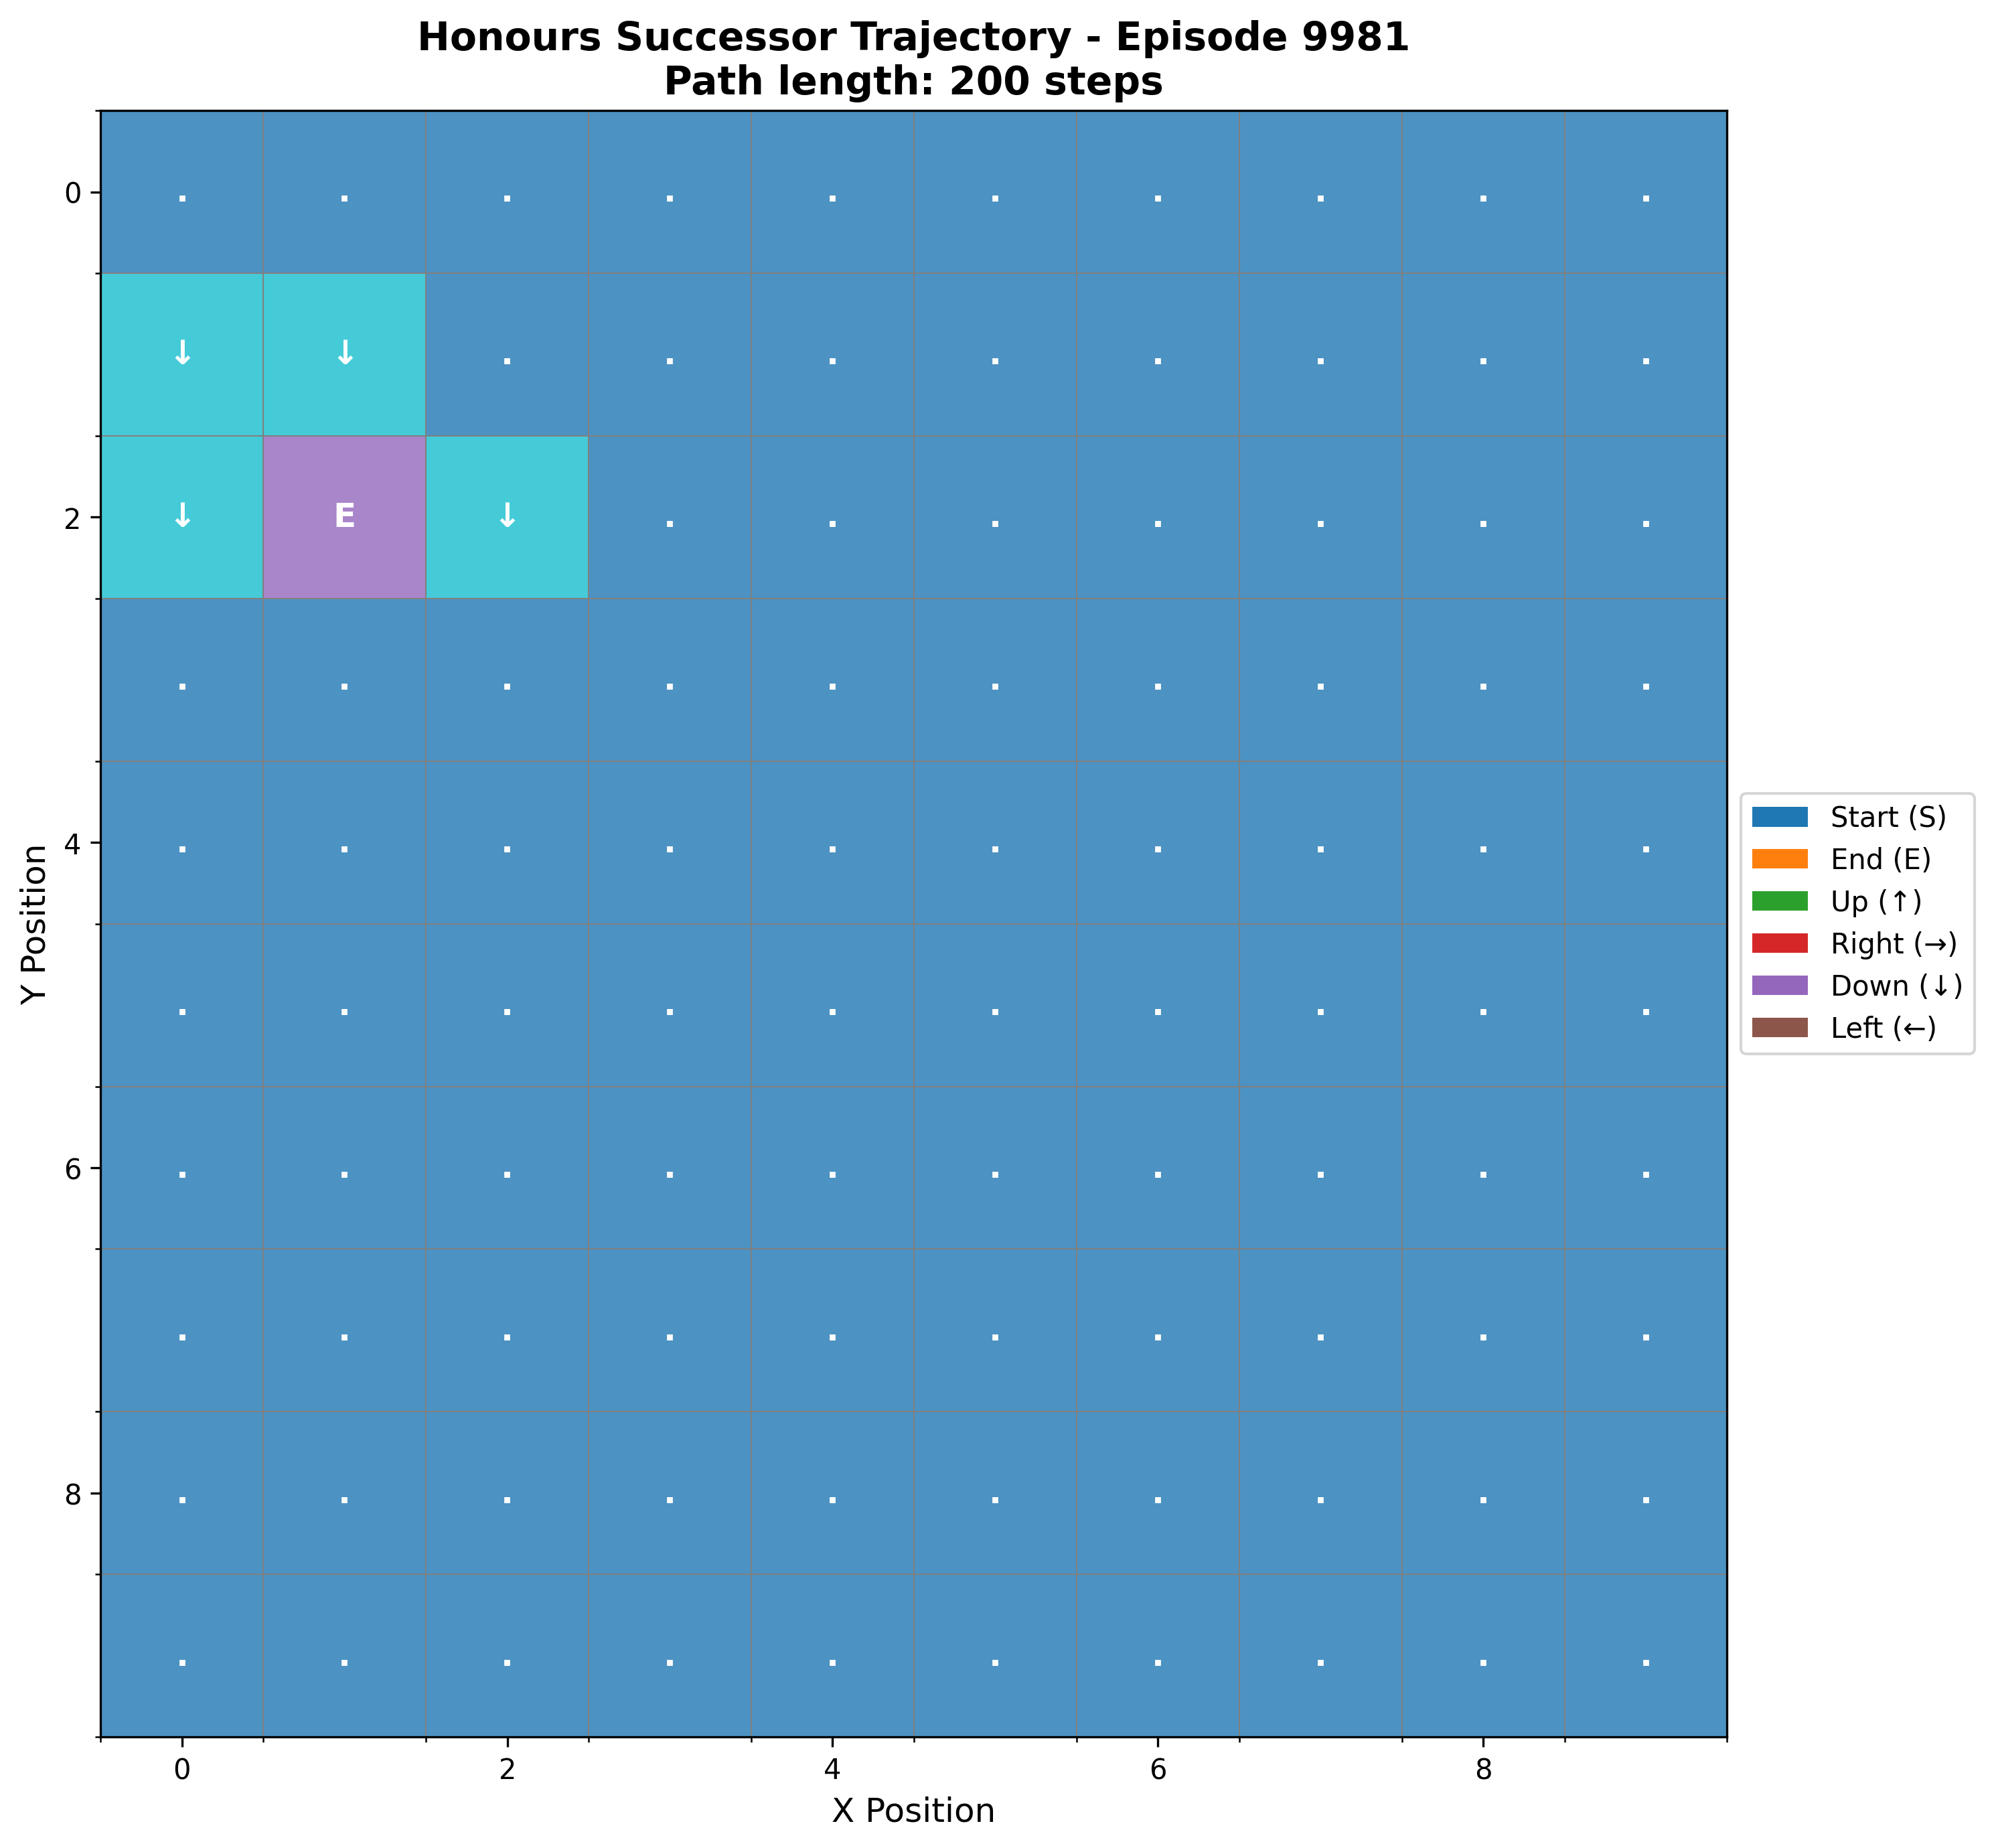 Honours Successor Trajectory - Episode 9981
Path length: 200 steps
0
↓ ↓
2 ↓ E ↓
4
6
8
0 2 4 6 8
X Position
Y Position
Start (S)
End (E)
Up (↑)
Right (→)
Down (↓)
Left (←)